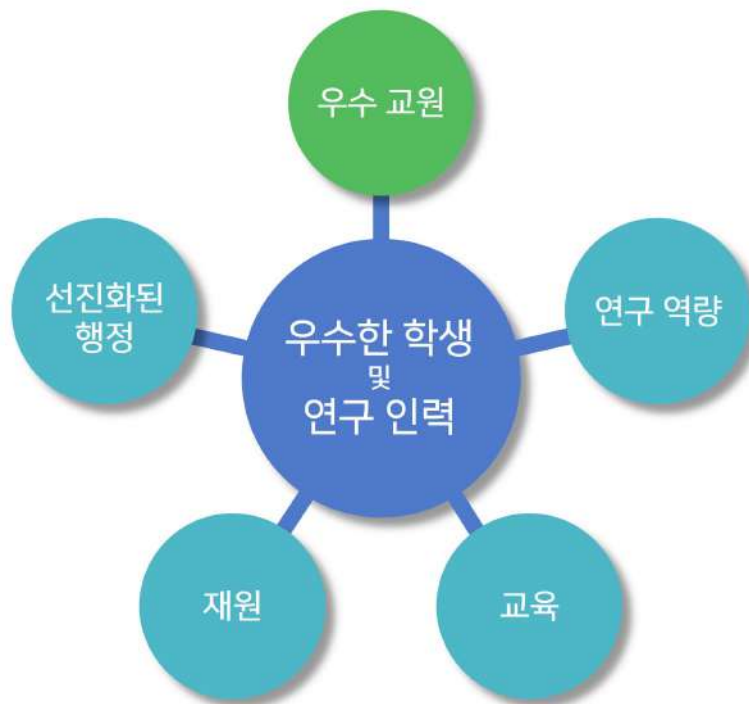 우수 교원
선진화된
행정
우수한 학생
및
연구 인력
연구 역량
재원
교육